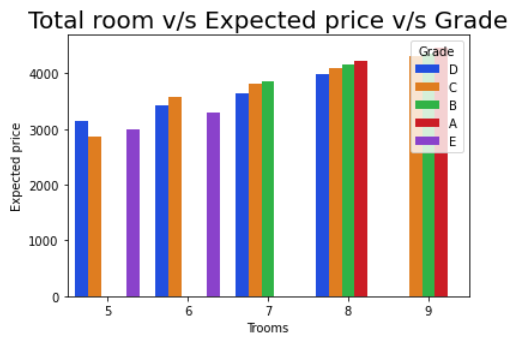 Total room v/s Expected price v/s Grade
Expected price
4000
3000
2000
1000
0
Grade
D
C
B
A
E
5 6 7 8 9
Trooms